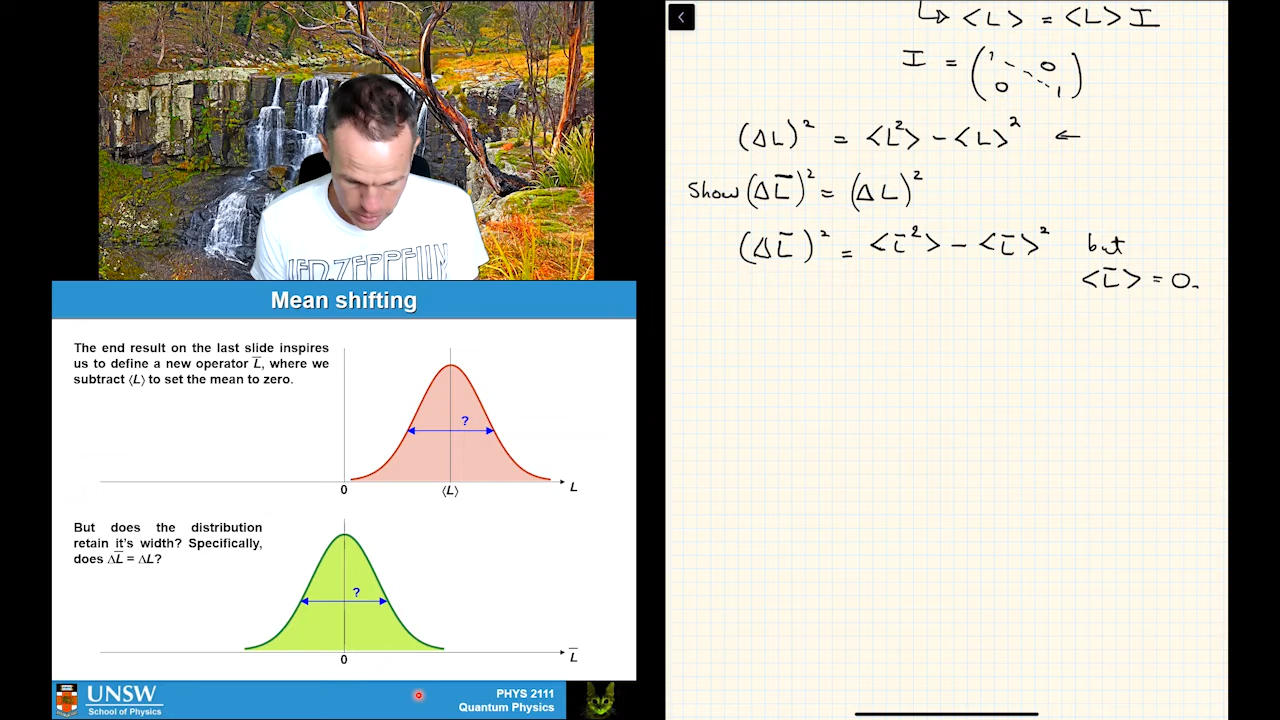 LED-ZEPPELIN
Mean shifting
The end result on the last slide inspires
us to define a new operator L̅, where we
subtract ⟨L⟩ to set the mean to zero.
?
0
⟨L⟩
L
But does the distribution
retain it's width? Specifically,
does ΔL̅ = ΔL?
?
0
L̅
UNSW
School of Physics
PHYS 2111
Quantum Physics
↳ <L> = <L> I
I = (1 0
0 1)
(ΔL)² = <L²> - <L>² ←
Show (ΔL̅)² = (ΔL)²
(ΔL̅)² = <L̅²> - <L̅>² but
<L̅> = 0.